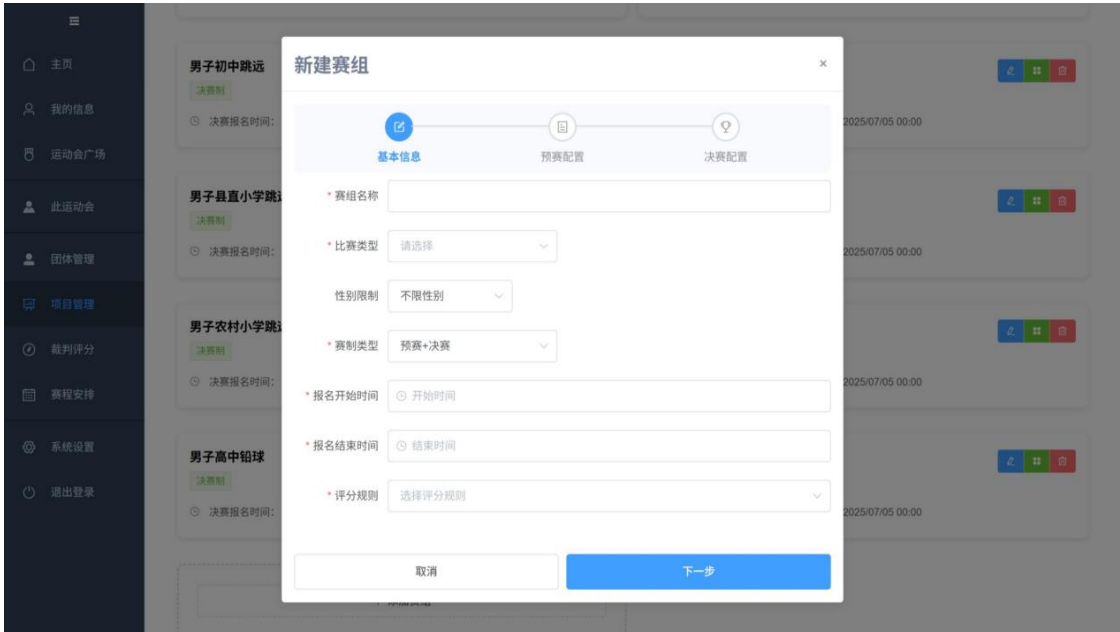 主页
我的信息
运动会广场
此运动会
团体管理
项目管理
裁判评分
赛程安排
系统设置
退出登录
男子初中跳远
决赛制
决赛报名时间:
2025/07/05 00:00
男子县直小学跳
决赛制
决赛报名时间:
2025/07/05 00:00
男子农村小学跳
决赛制
决赛报名时间:
2025/07/05 00:00
男子高中铅球
决赛制
决赛报名时间:
2025/07/05 00:00
新建赛组
×
基本信息
预赛配置
决赛配置
* 赛组名称
* 比赛类型 请选择
性别限制 不限性别
* 赛制类型 预赛+决赛
* 报名开始时间 开始时间
* 报名结束时间 结束时间
* 评分规则 选择评分规则
取消
下一步